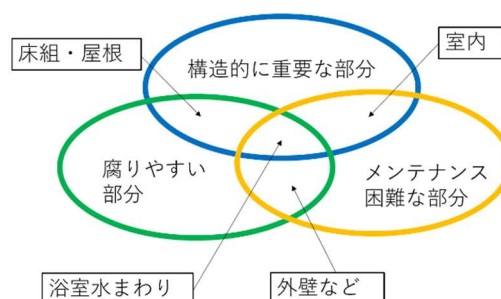 床組・屋根
室内
構造的に重要な部分
腐りやすい
部分
メンテナンス
困難な部分
浴室水まわり
外壁など